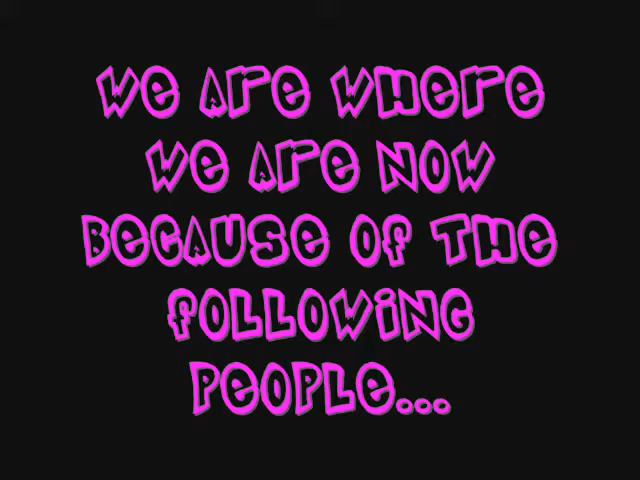 We are where
we are now
because of the
following
people...